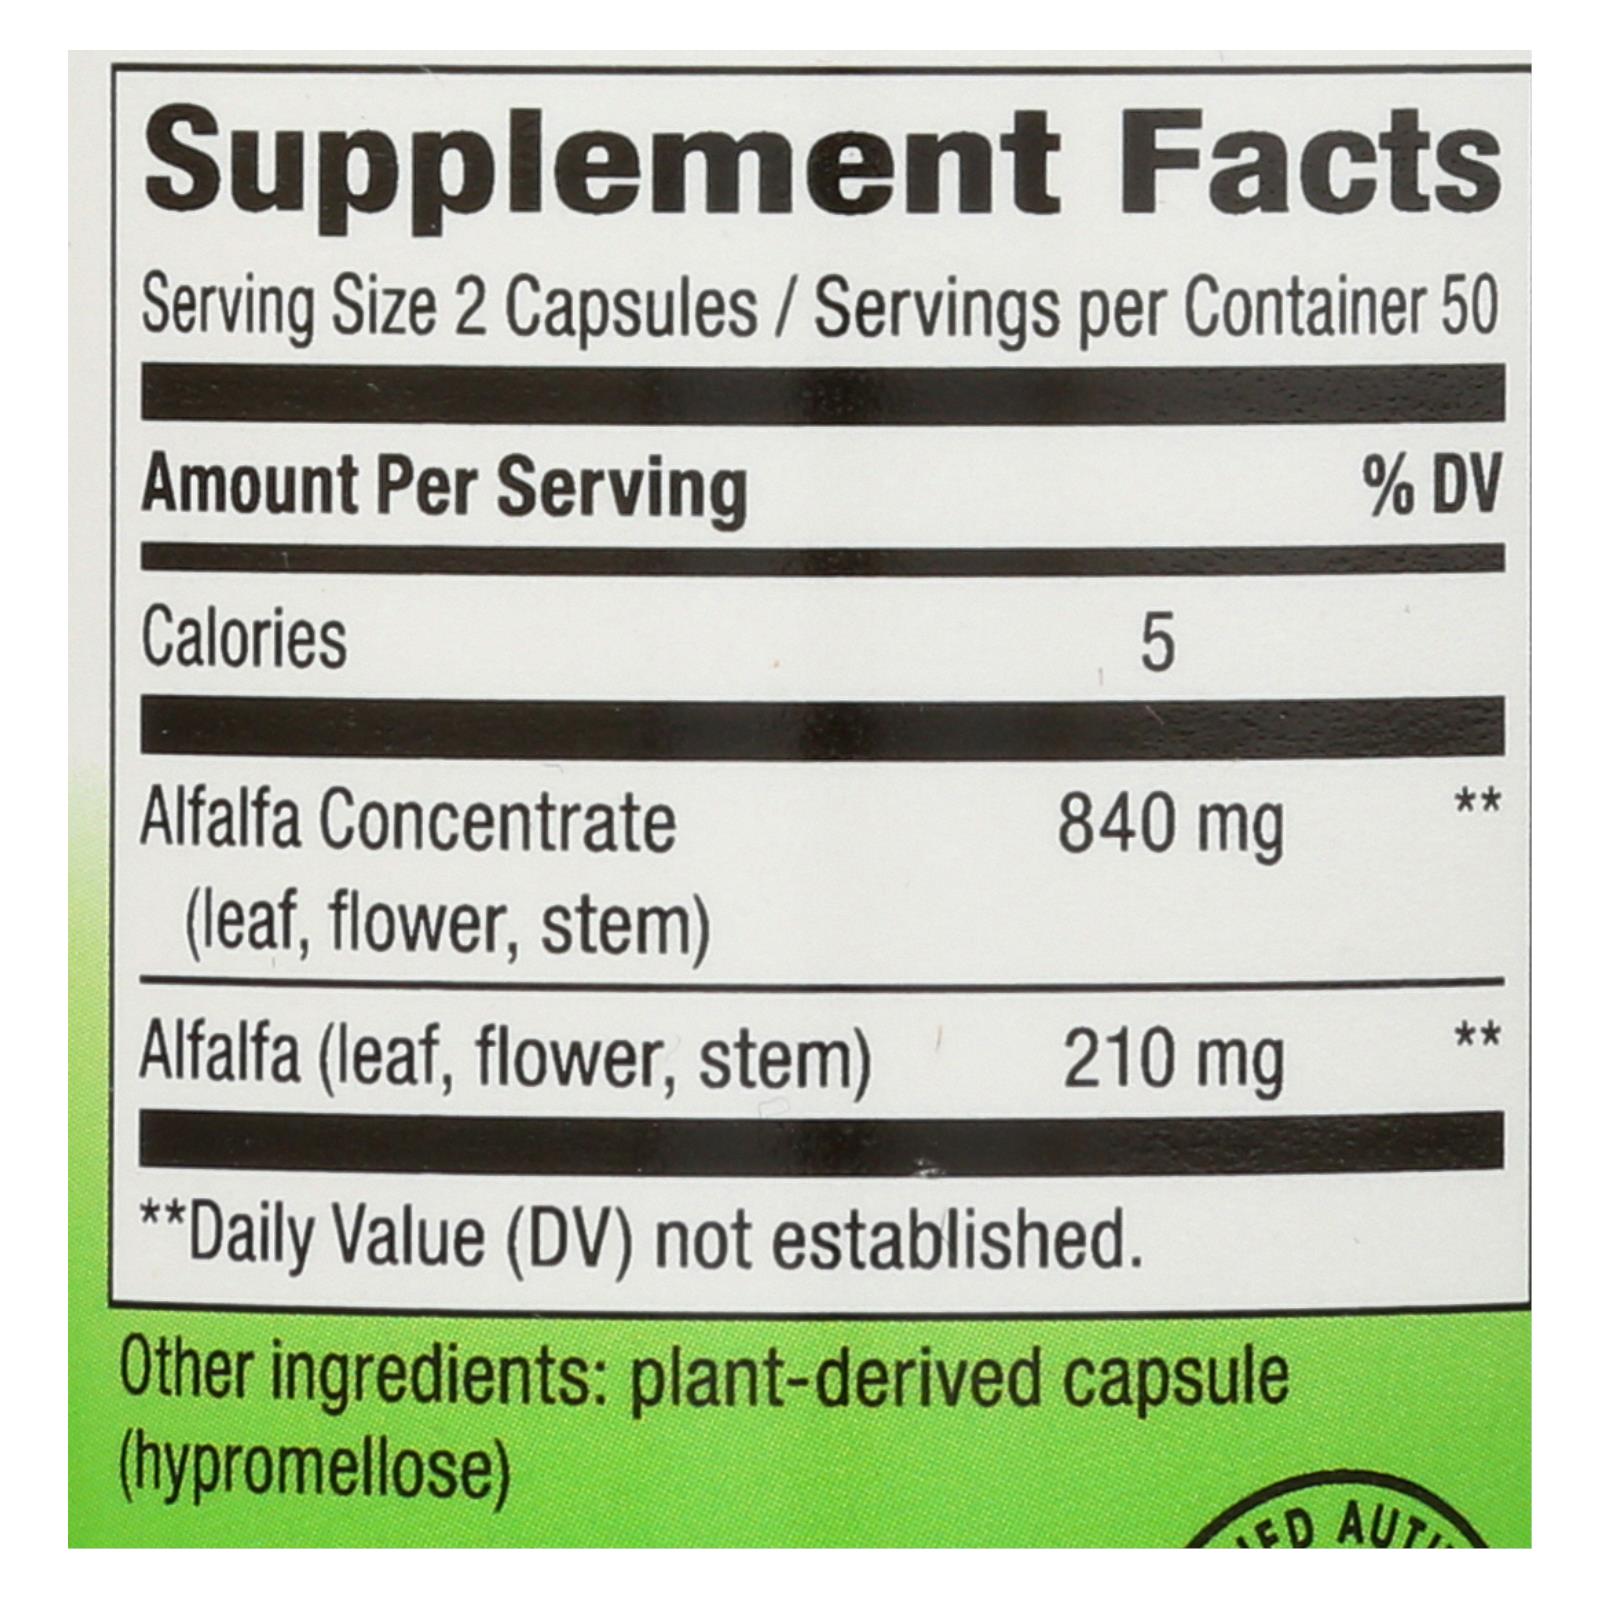 Supplement Facts
Serving Size 2 Capsules / Servings per Container 50
Amount Per Serving % DV
Calories 5
Alfalfa Concentrate 840 mg **
(leaf, flower, stem)
Alfalfa (leaf, flower, stem) 210 mg **
**Daily Value (DV) not established.
Other ingredients: plant-derived capsule
(hypromellose)